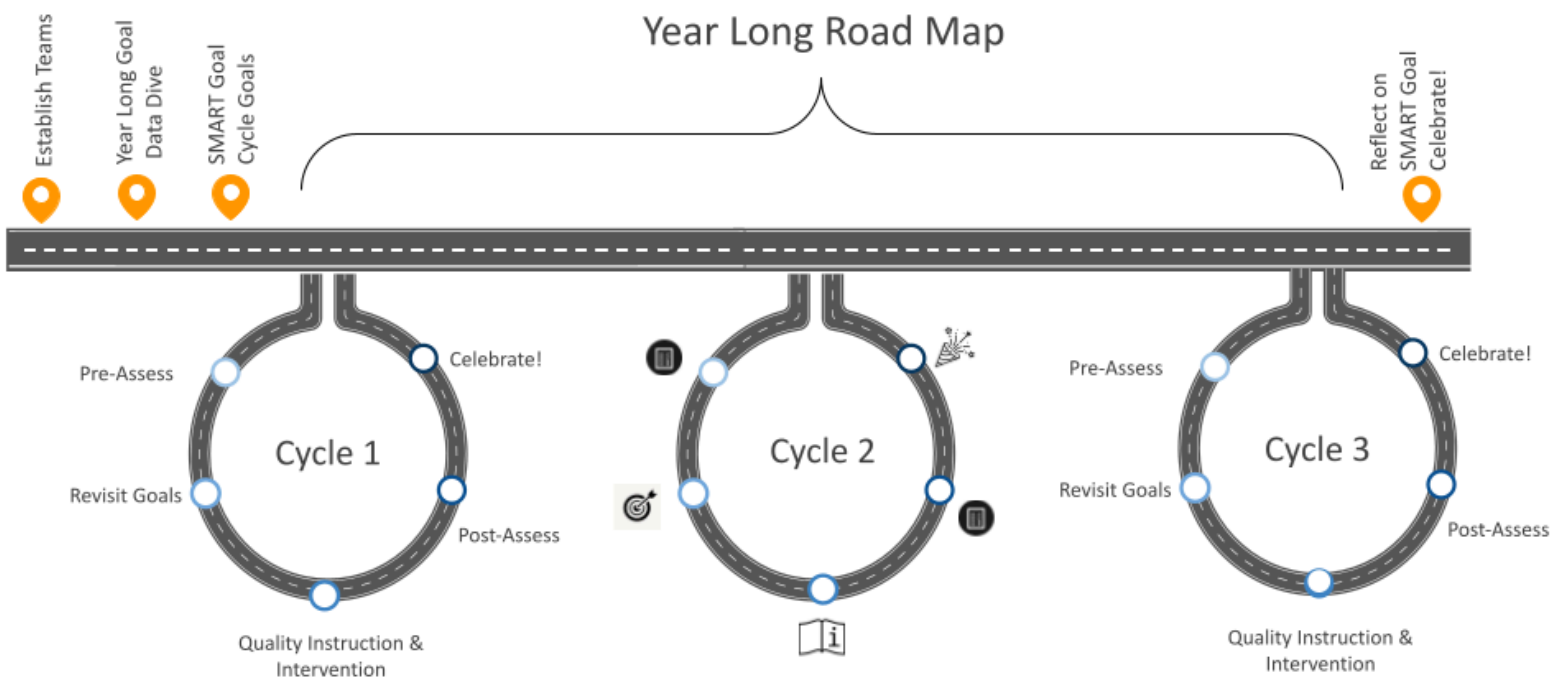 Year Long Road Map
Establish Teams
Year Long Goal
Data Dive
SMART Goal
Cycle Goals
Reflect on
SMART Goal
Celebrate!
Pre-Assess
Celebrate!
Cycle 1
Revisit Goals
Post-Assess
Quality Instruction &
Intervention
Cycle 2
i
Pre-Assess
Celebrate!
Cycle 3
Revisit Goals
Post-Assess
Quality Instruction &
Intervention